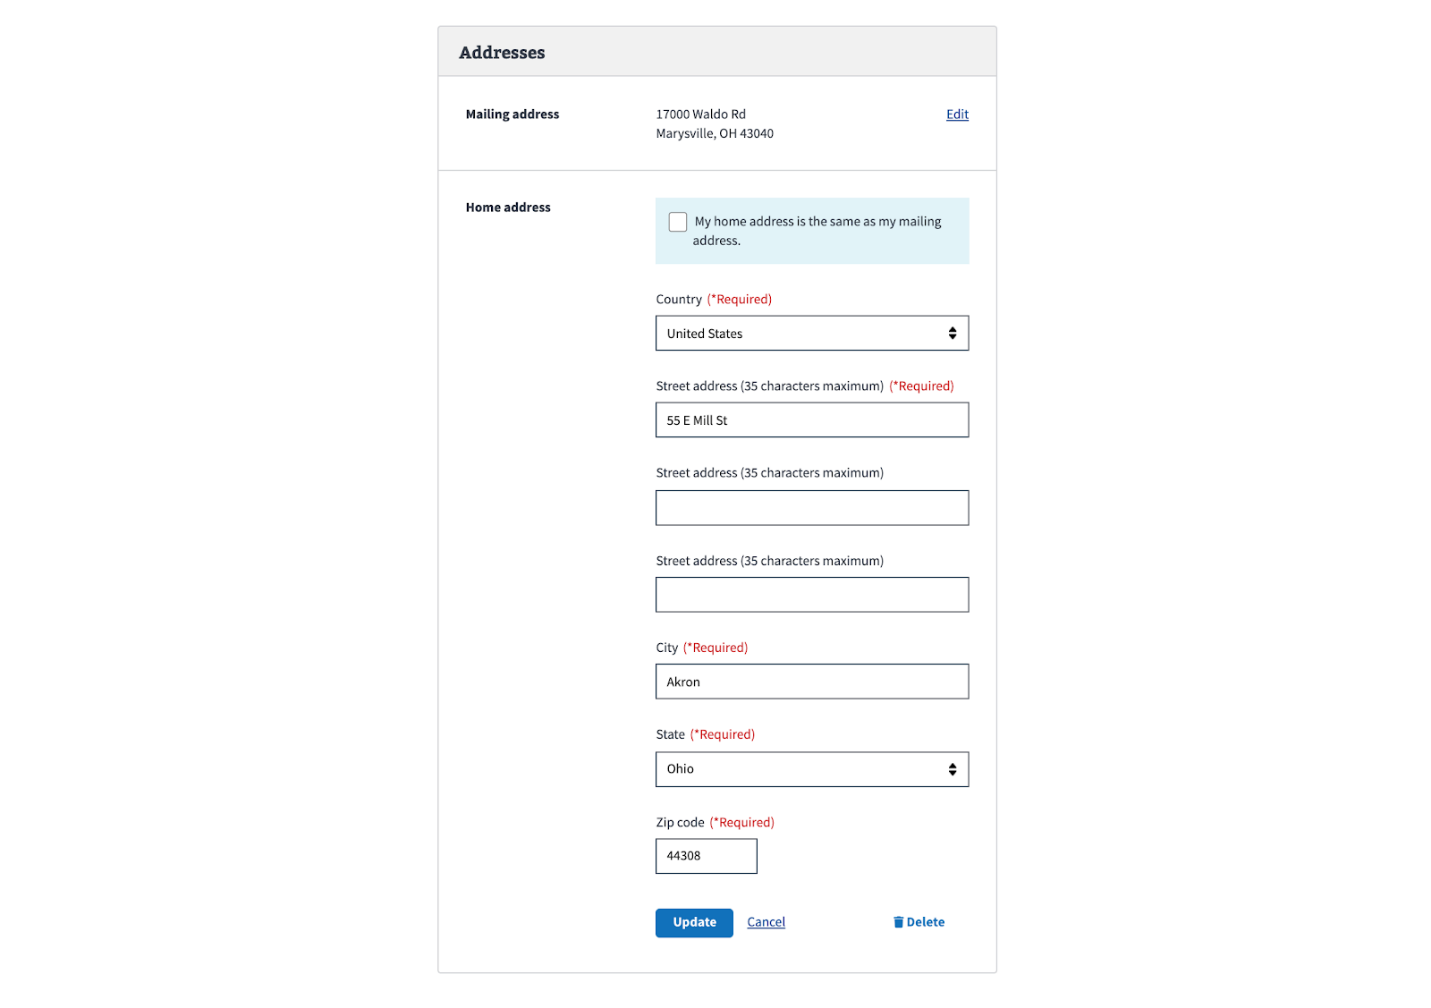 Addresses
Mailing address
17000 Waldo Rd
Marysville, OH 43040
Edit
Home address
My home address is the same as my mailing
address.
Country (*Required)
United States
Street address (35 characters maximum) (*Required)
55 E Mill St
Street address (35 characters maximum)
Street address (35 characters maximum)
City (*Required)
Akron
State (*Required)
Ohio
Zip code (*Required)
44308
Update Cancel Delete